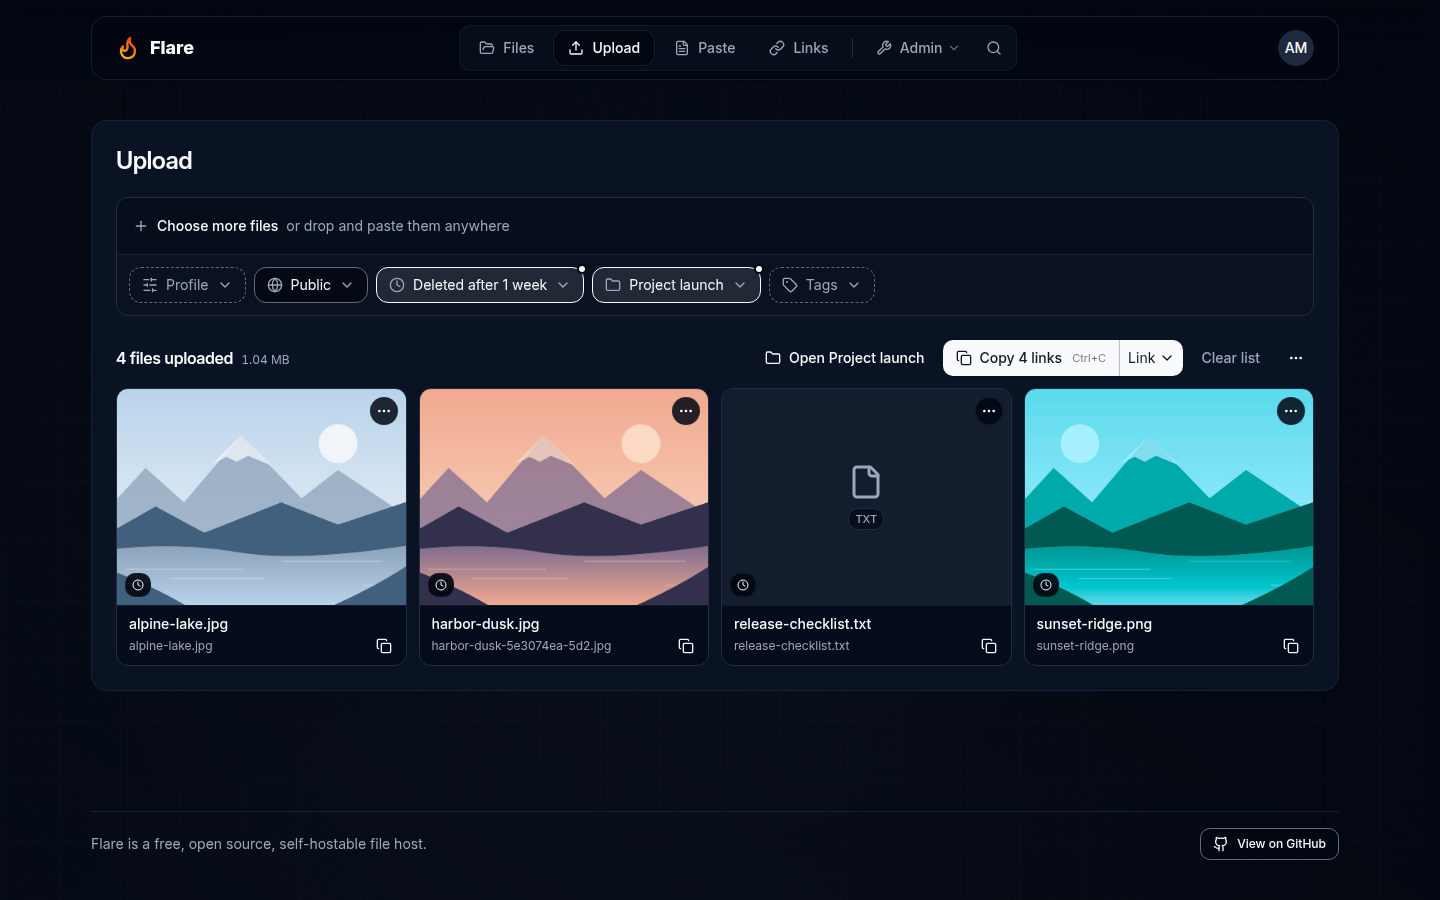 Flare
Files
Upload
Paste
Links
Admin
AM
Upload
Choose more files or drop and paste them anywhere
Profile
Public
Deleted after 1 week
Project launch
Tags
4 files uploaded 1.04 MB
Open Project launch
Copy 4 links Ctrl+C
Link
Clear list
TXT
alpine-lake.jpg
alpine-lake.jpg
harbor-dusk.jpg
harbor-dusk-5e3074ea-5d2.jpg
release-checklist.txt
release-checklist.txt
sunset-ridge.png
sunset-ridge.png
Flare is a free, open source, self-hostable file host.
View on GitHub